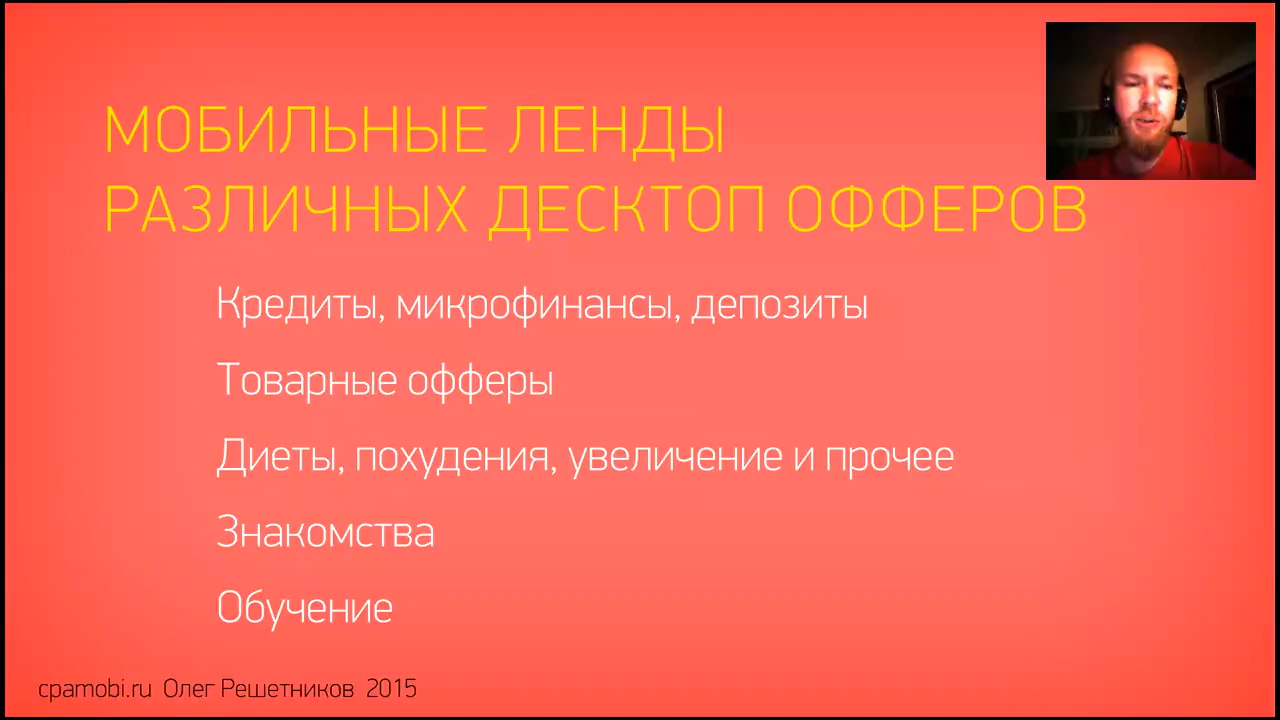 МОБИЛЬНЫЕ ЛЕНДЫ
РАЗЛИЧНЫХ ДЕСКТОП ОФФЕРОВ
Кредиты, микрофинансы, депозиты
Товарные офферы
Диеты, похудения, увеличение и прочее
Знакомства
Обучение
cpamobi.ru Олег Решетников 2015